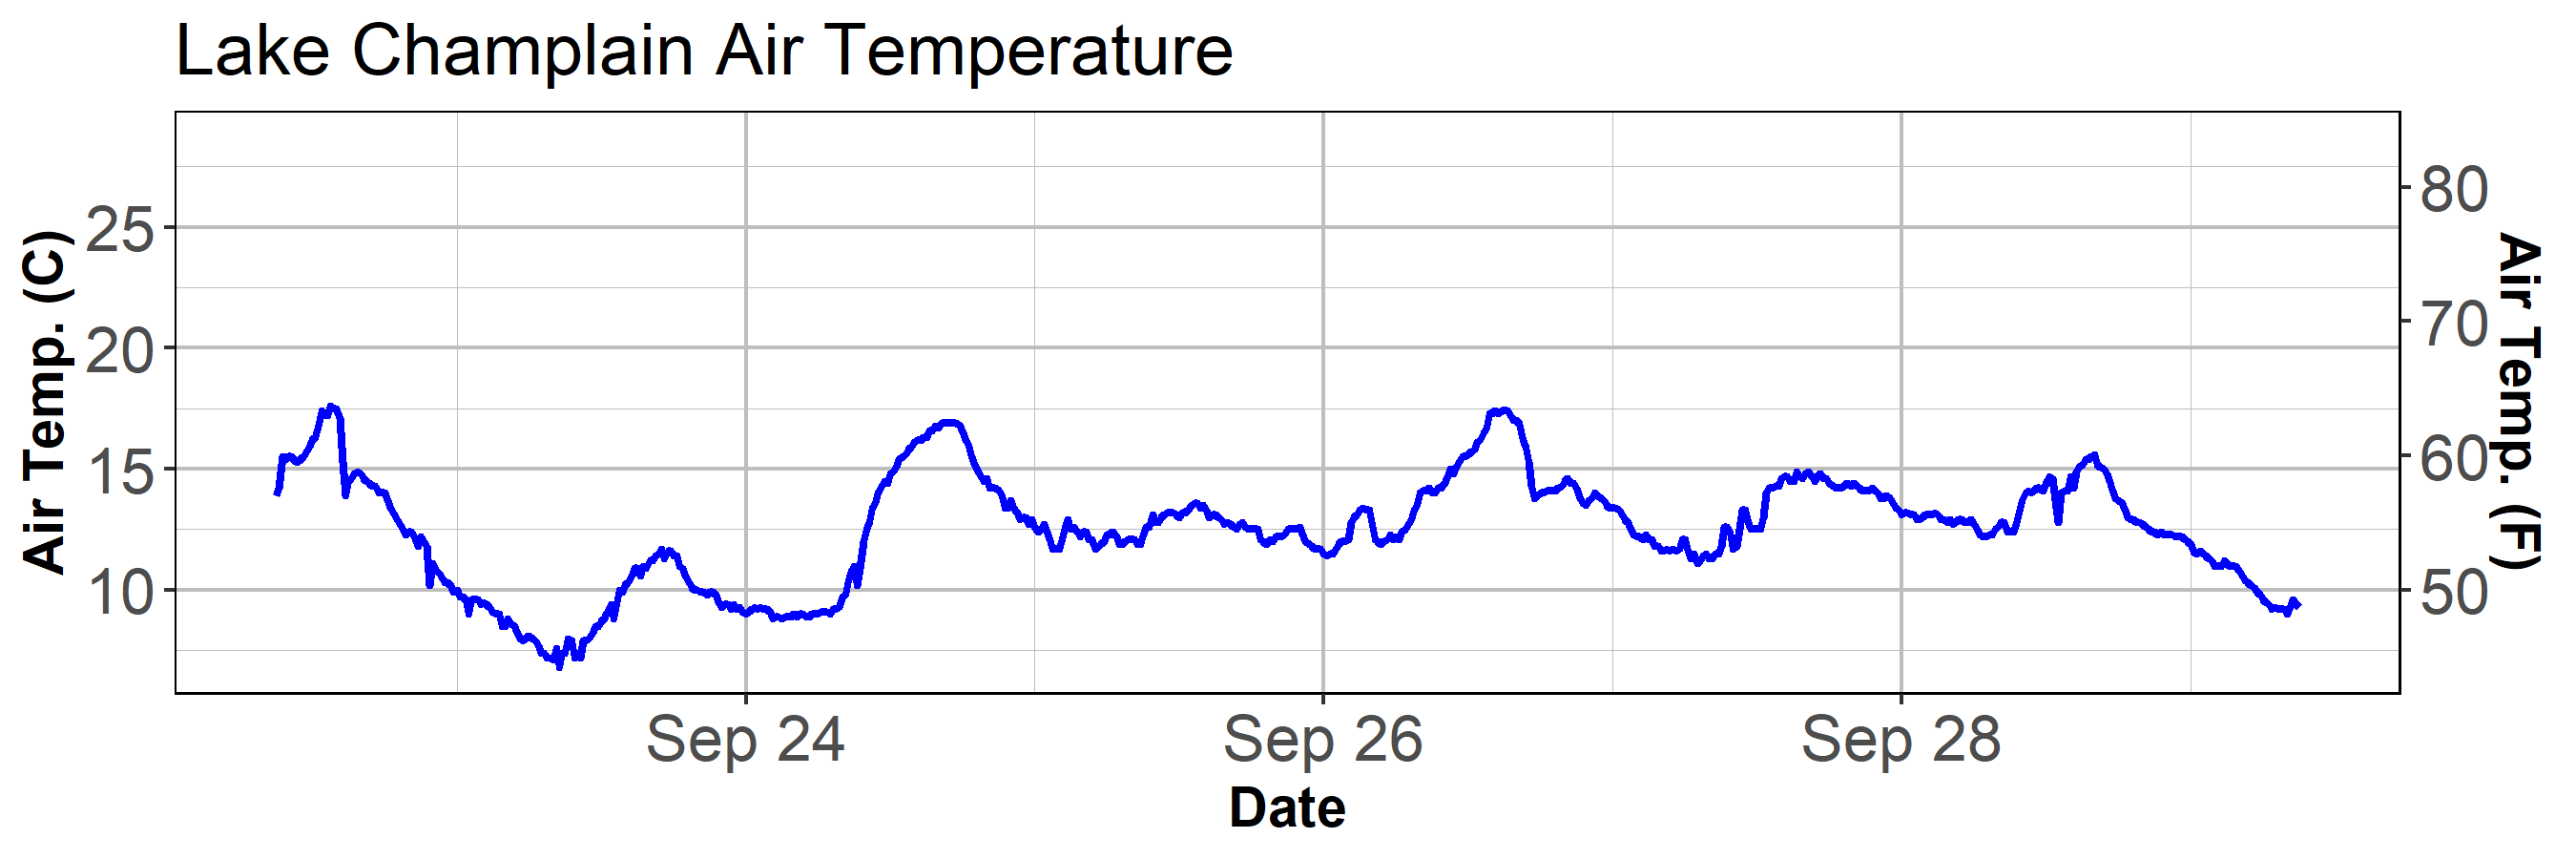 Lake Champlain Air Temperature
Air Temp. (C)
25
20
15
10
80
70
60
50
Air Temp. (F)
Sep 24
Sep 26
Sep 28
Date